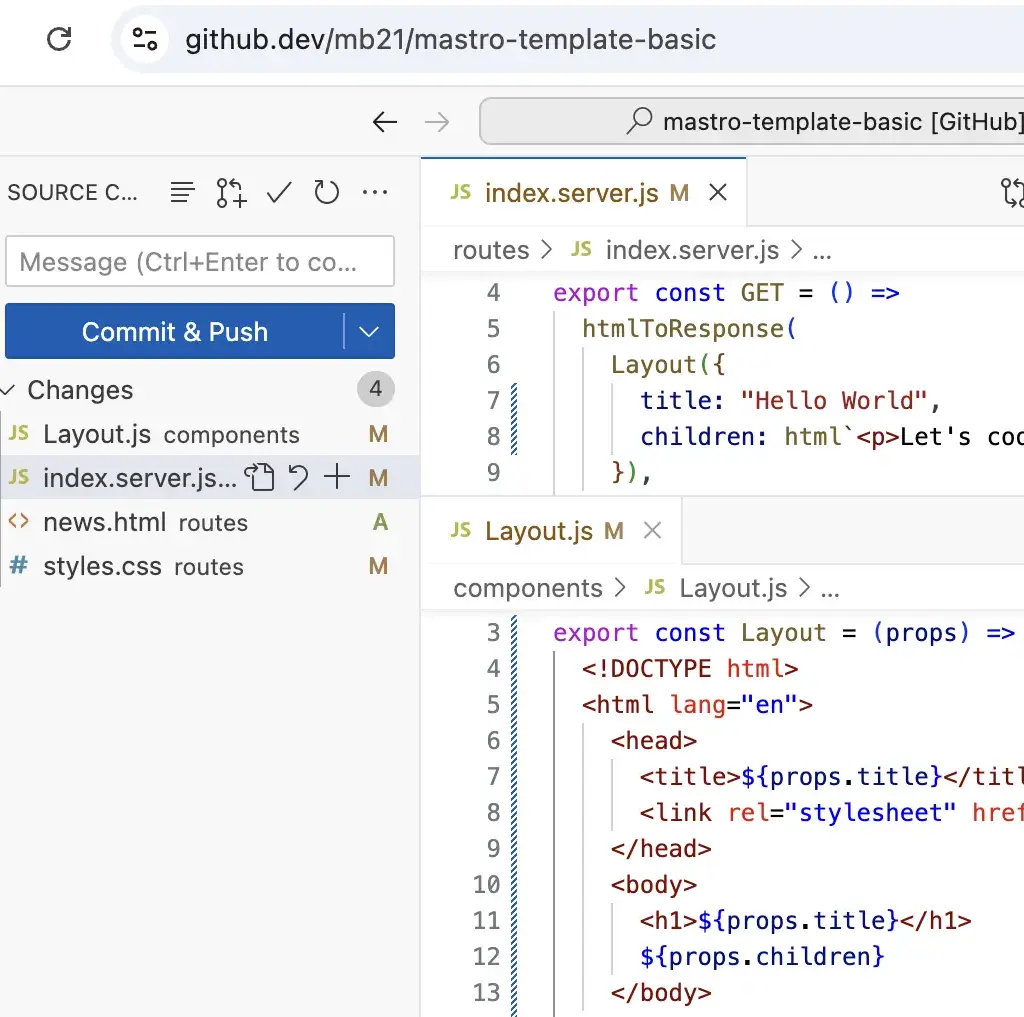 github.dev/mb21/mastro-template-basic
mastro-template-basic [GitHub]
SOURCE C...
Message (Ctrl+Enter to co...
Commit & Push
Changes 4
JS Layout.js components M
JS index.server.js... M
<> news.html routes A
# styles.css routes M
JS index.server.js M
routes > JS index.server.js > ...
4 export const GET = () =>
5 htmlToResponse(
6 Layout({
7 title: "Hello World",
8 children: html`<p>Let's coo
9 }),
JS Layout.js M
components > JS Layout.js > ...
3 export const Layout = (props) =>
4 <!DOCTYPE html>
5 <html lang="en">
6 <head>
7 <title>${props.title}</titl
8 <link rel="stylesheet" href
9 </head>
10 <body>
11 <h1>${props.title}</h1>
12 ${props.children}
13 </body>